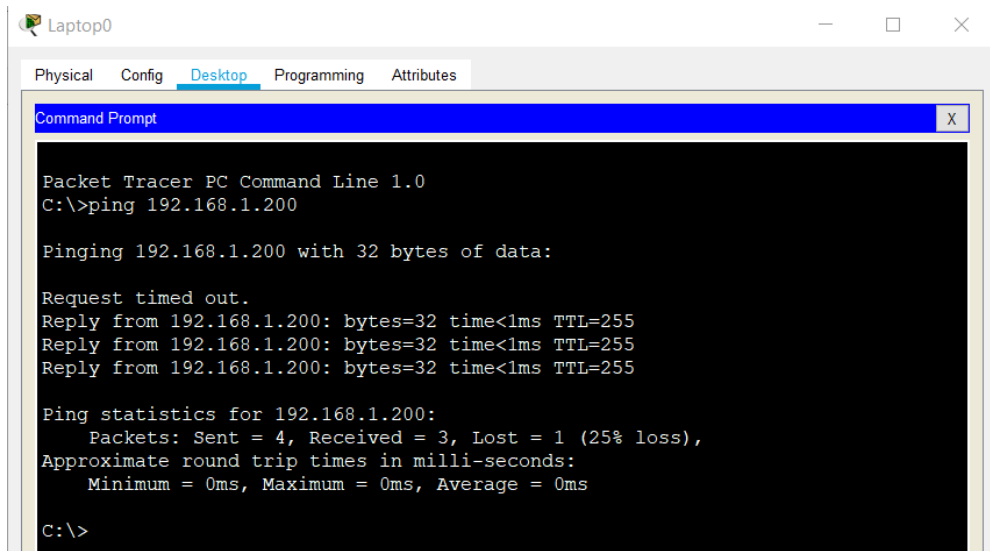 Laptop0
Physical Config Desktop Programming Attributes
Command Prompt X
Packet Tracer PC Command Line 1.0
C:\>ping 192.168.1.200
Pinging 192.168.1.200 with 32 bytes of data:
Request timed out.
Reply from 192.168.1.200: bytes=32 time<1ms TTL=255
Reply from 192.168.1.200: bytes=32 time<1ms TTL=255
Reply from 192.168.1.200: bytes=32 time<1ms TTL=255
Ping statistics for 192.168.1.200:
Packets: Sent = 4, Received = 3, Lost = 1 (25% loss),
Approximate round trip times in milli-seconds:
Minimum = 0ms, Maximum = 0ms, Average = 0ms
C:\>